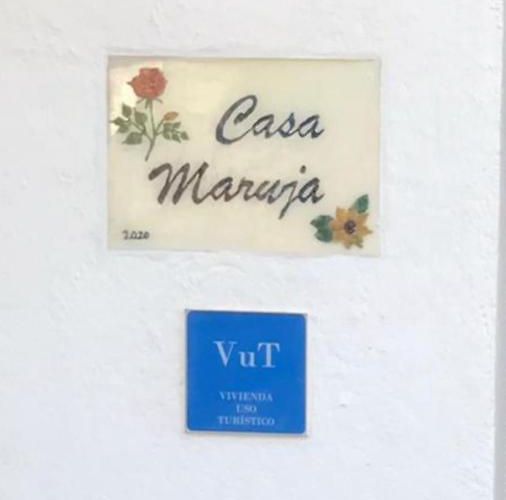 Casa
Maruja
2020
VuT
VIVIENDA
USO
TURÍSTICO